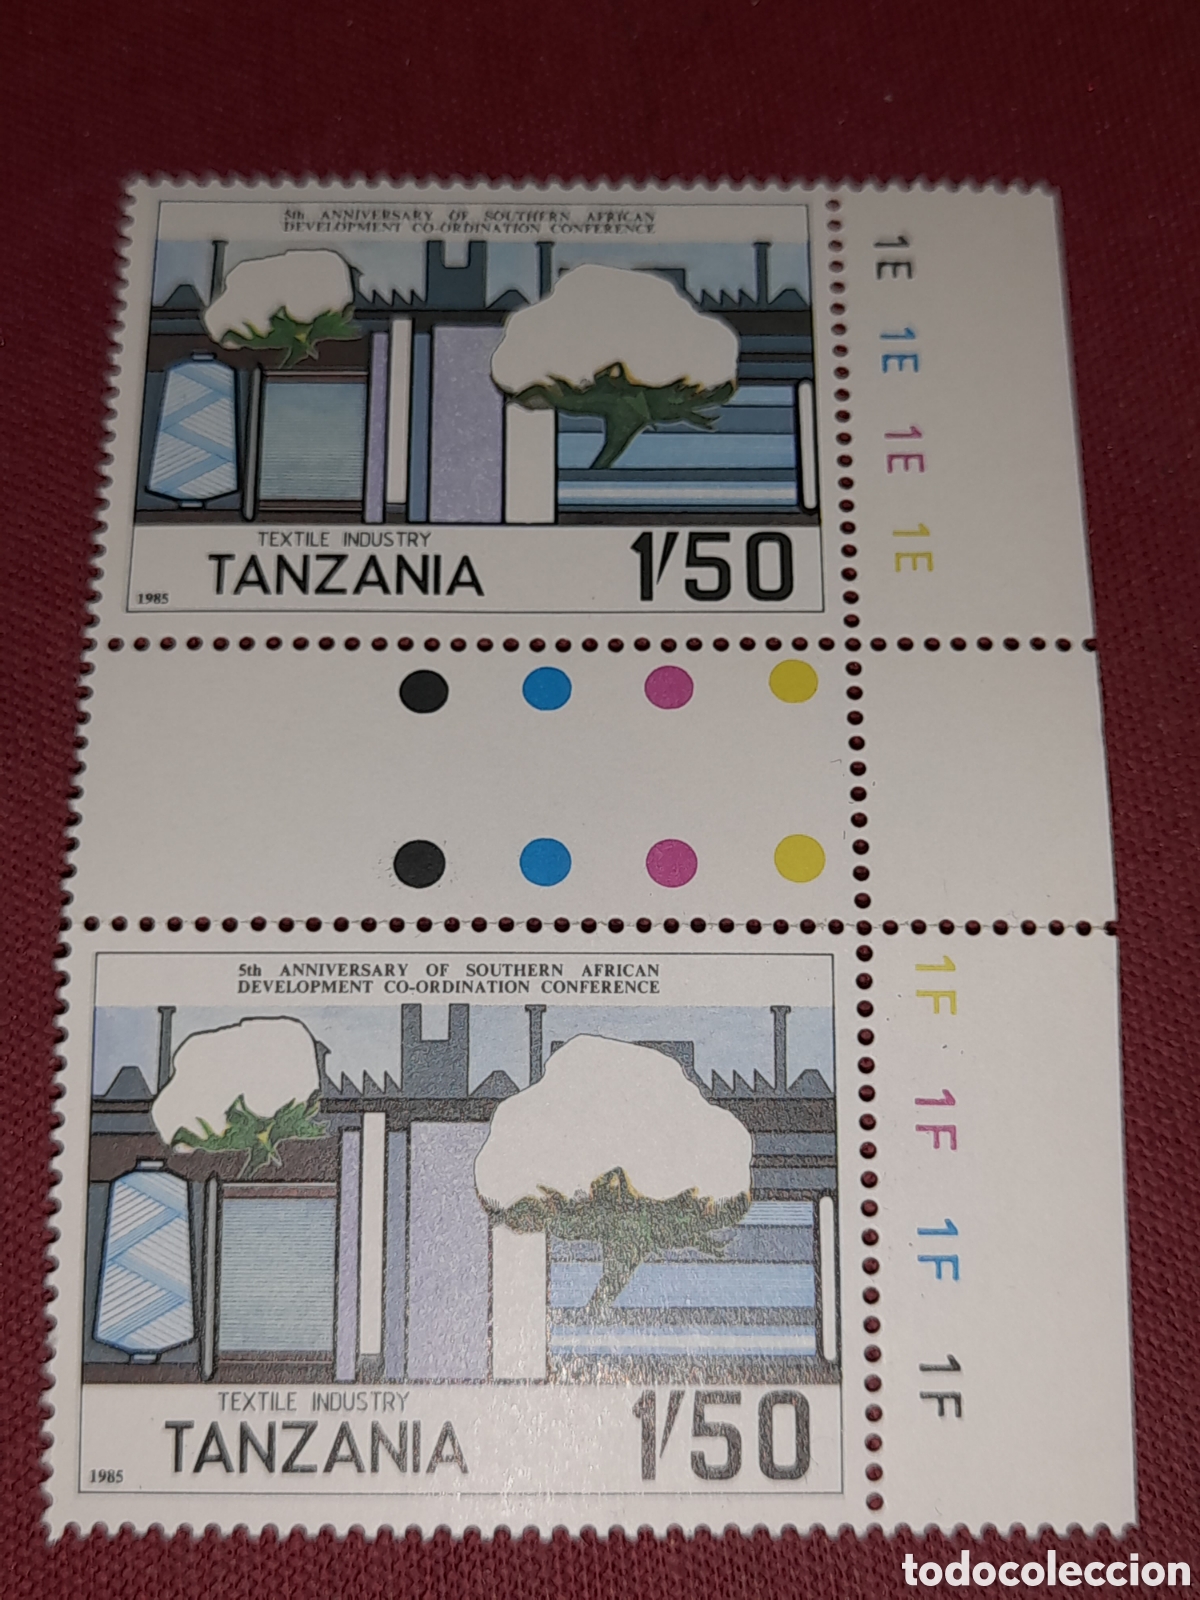 5th ANNIVERSARY OF SOUTHERN AFRICAN
DEVELOPMENT CO-ORDINATION CONFERENCE
TEXTILE INDUSTRY
TANZANIA
1'50
1985
1E 1E 1E 1E
5th ANNIVERSARY OF SOUTHERN AFRICAN
DEVELOPMENT CO-ORDINATION CONFERENCE
TEXTILE INDUSTRY
TANZANIA
1'50
1985
1F 1F 1F 1F
todocoleccion